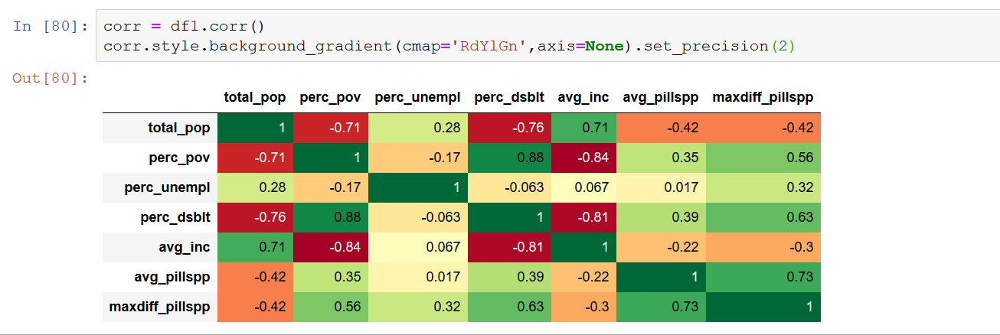 In [80]: corr = df1.corr()
corr.style.background_gradient(cmap='RdYlGn',axis=None).set_precision(2)
Out[80]:
total_pop perc_pov perc_unempl perc_dsblt avg_inc avg_pillspp maxdiff_pillspp
total_pop 1 -0.71 0.28 -0.76 0.71 -0.42 -0.42
perc_pov -0.71 1 -0.17 0.88 -0.84 0.35 0.56
perc_unempl 0.28 -0.17 1 -0.063 0.067 0.017 0.32
perc_dsblt -0.76 0.88 -0.063 1 -0.81 0.39 0.63
avg_inc 0.71 -0.84 0.067 -0.81 1 -0.22 -0.3
avg_pillspp -0.42 0.35 0.017 0.39 -0.22 1 0.73
maxdiff_pillspp -0.42 0.56 0.32 0.63 -0.3 0.73 1